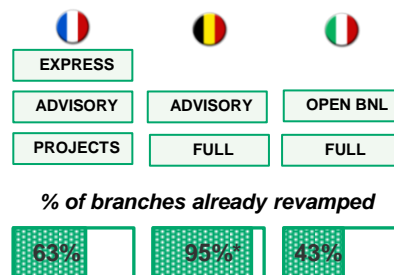 EXPRESS
ADVISORY ADVISORY OPEN BNL
PROJECTS FULL FULL
% of branches already revamped
63% 95%* 43%